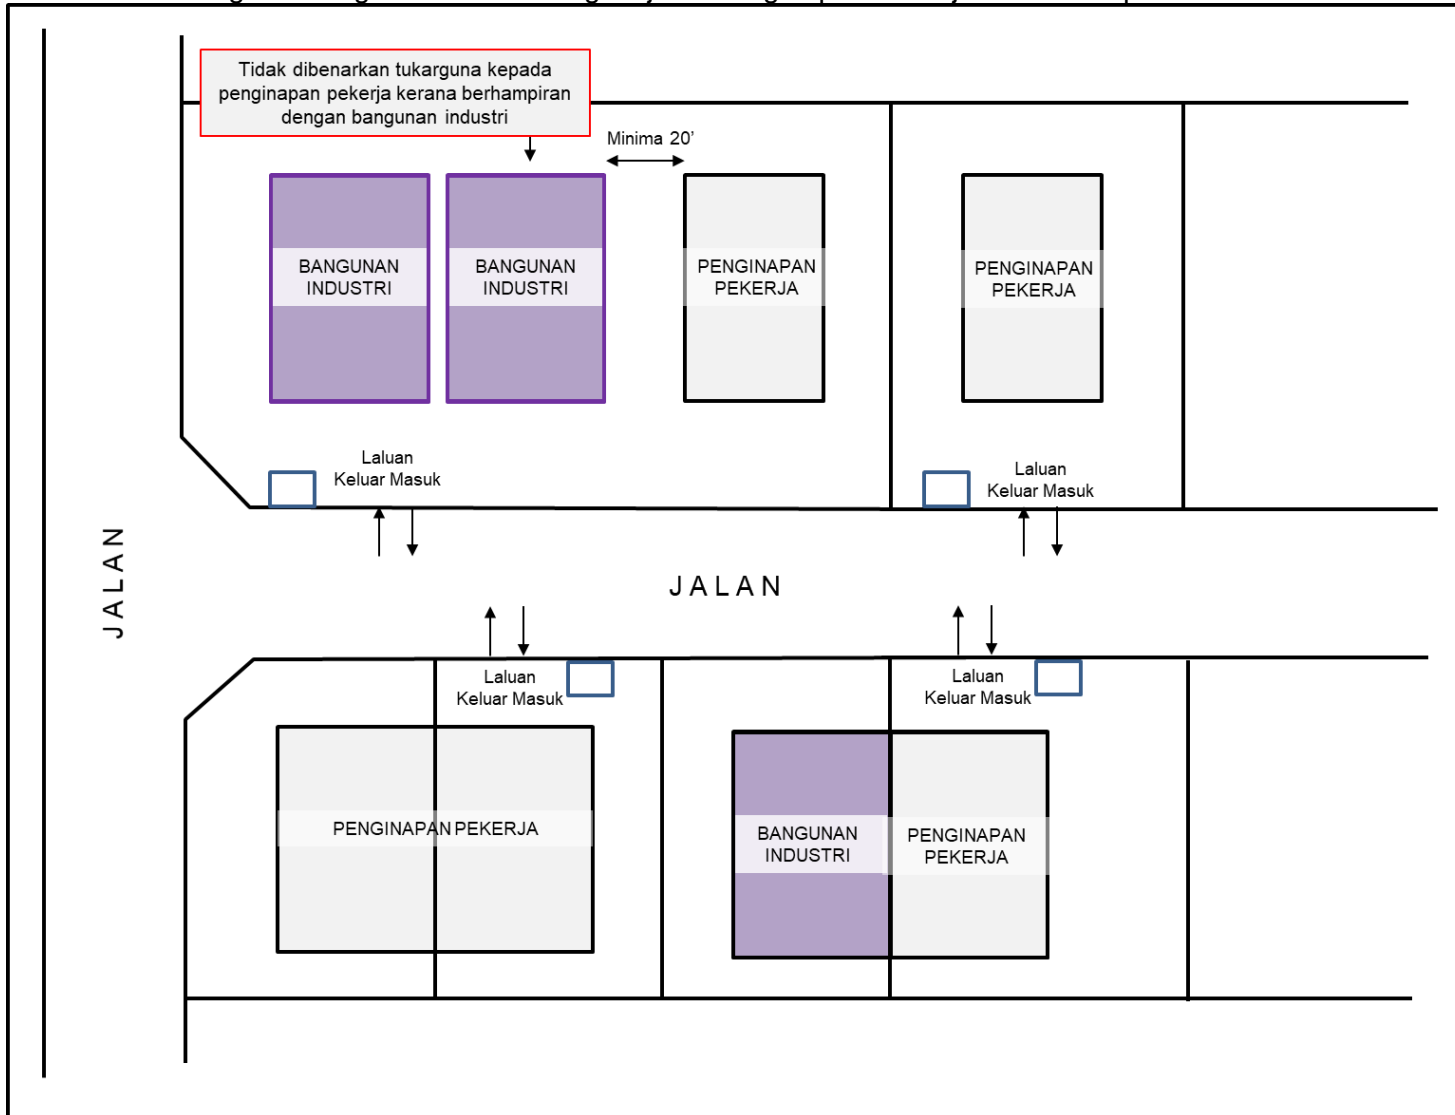 Tidak dibenarkan tukarguna kepada
penginapan pekerja kerana berhampiran
dengan bangunan industri
Minima 20'
BANGUNAN
INDUSTRI
BANGUNAN
INDUSTRI
PENGINAPAN
PEKERJA
PENGINAPAN
PEKERJA
Laluan
Keluar Masuk
Laluan
Keluar Masuk
JALAN
JALAN
Laluan
Keluar Masuk
Laluan
Keluar Masuk
PENGINAPAN PEKERJA
BANGUNAN
INDUSTRI
PENGINAPAN
PEKERJA